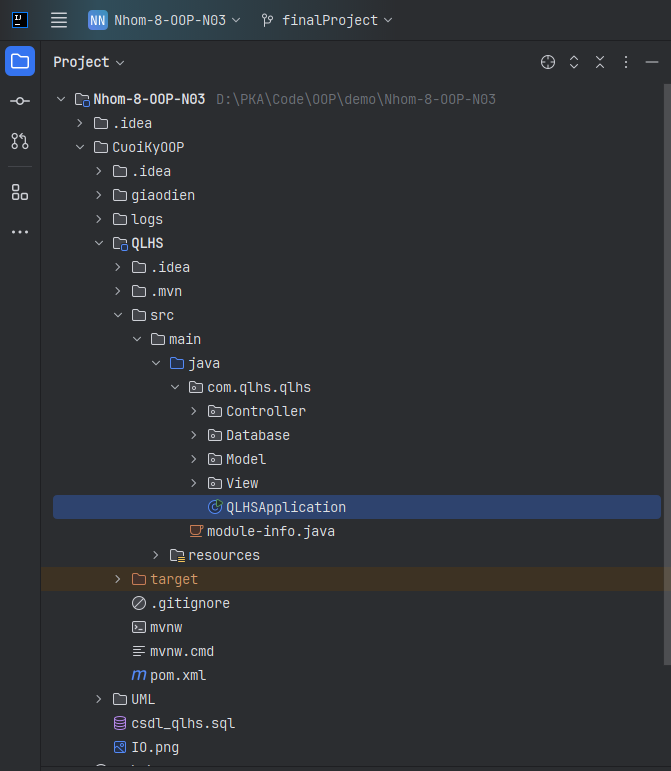 NN Nhom-8-OOP-N03 finalProject
Project
Nhom-8-OOP-N03 D:\PKA\Code\OOP\demo\Nhom-8-OOP-N03
.idea
CuoiKyOOP
.idea
giaodien
logs
QLHS
.idea
.mvn
src
main
java
com.qlhs.qlhs
Controller
Database
Model
View
QLHSApplication
module-info.java
resources
target
.gitignore
mvnw
mvnw.cmd
pom.xml
UML
csdl_qlhs.sql
IO.png